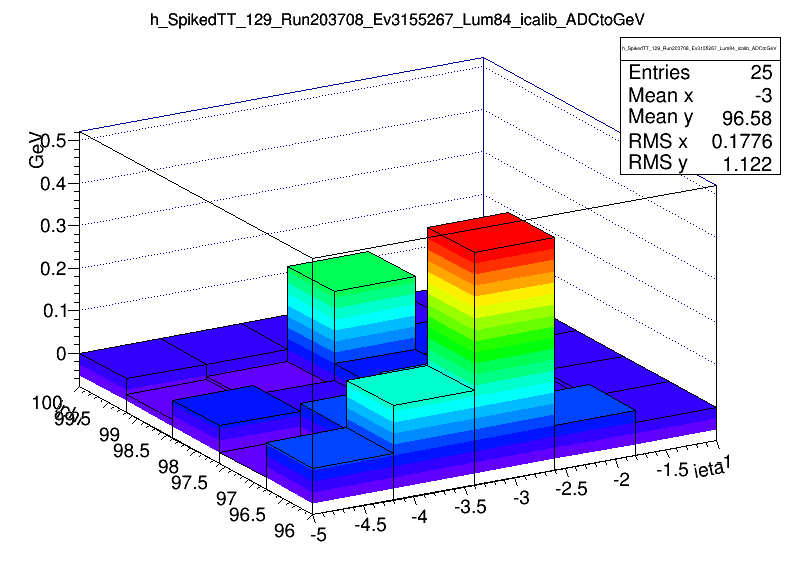 h_SpikedTT_129_Run203708_Ev3155267_Lum84_icalib_ADCtoGeV
h_SpikedTT_129_Run203708_Ev3155267_Lum84_icalib_ADCtoGeV
Entries 25
Mean x -3
Mean y 96.58
RMS x 0.1776
RMS y 1.122
GeV
0.5
0.4
0.3
0.2
0.1
0
100
99.5
99
98.5
98
97.5
97
96.5
96
-5
-4.5
-4
-3.5
-3
-2.5
-2
-1.5
ieta